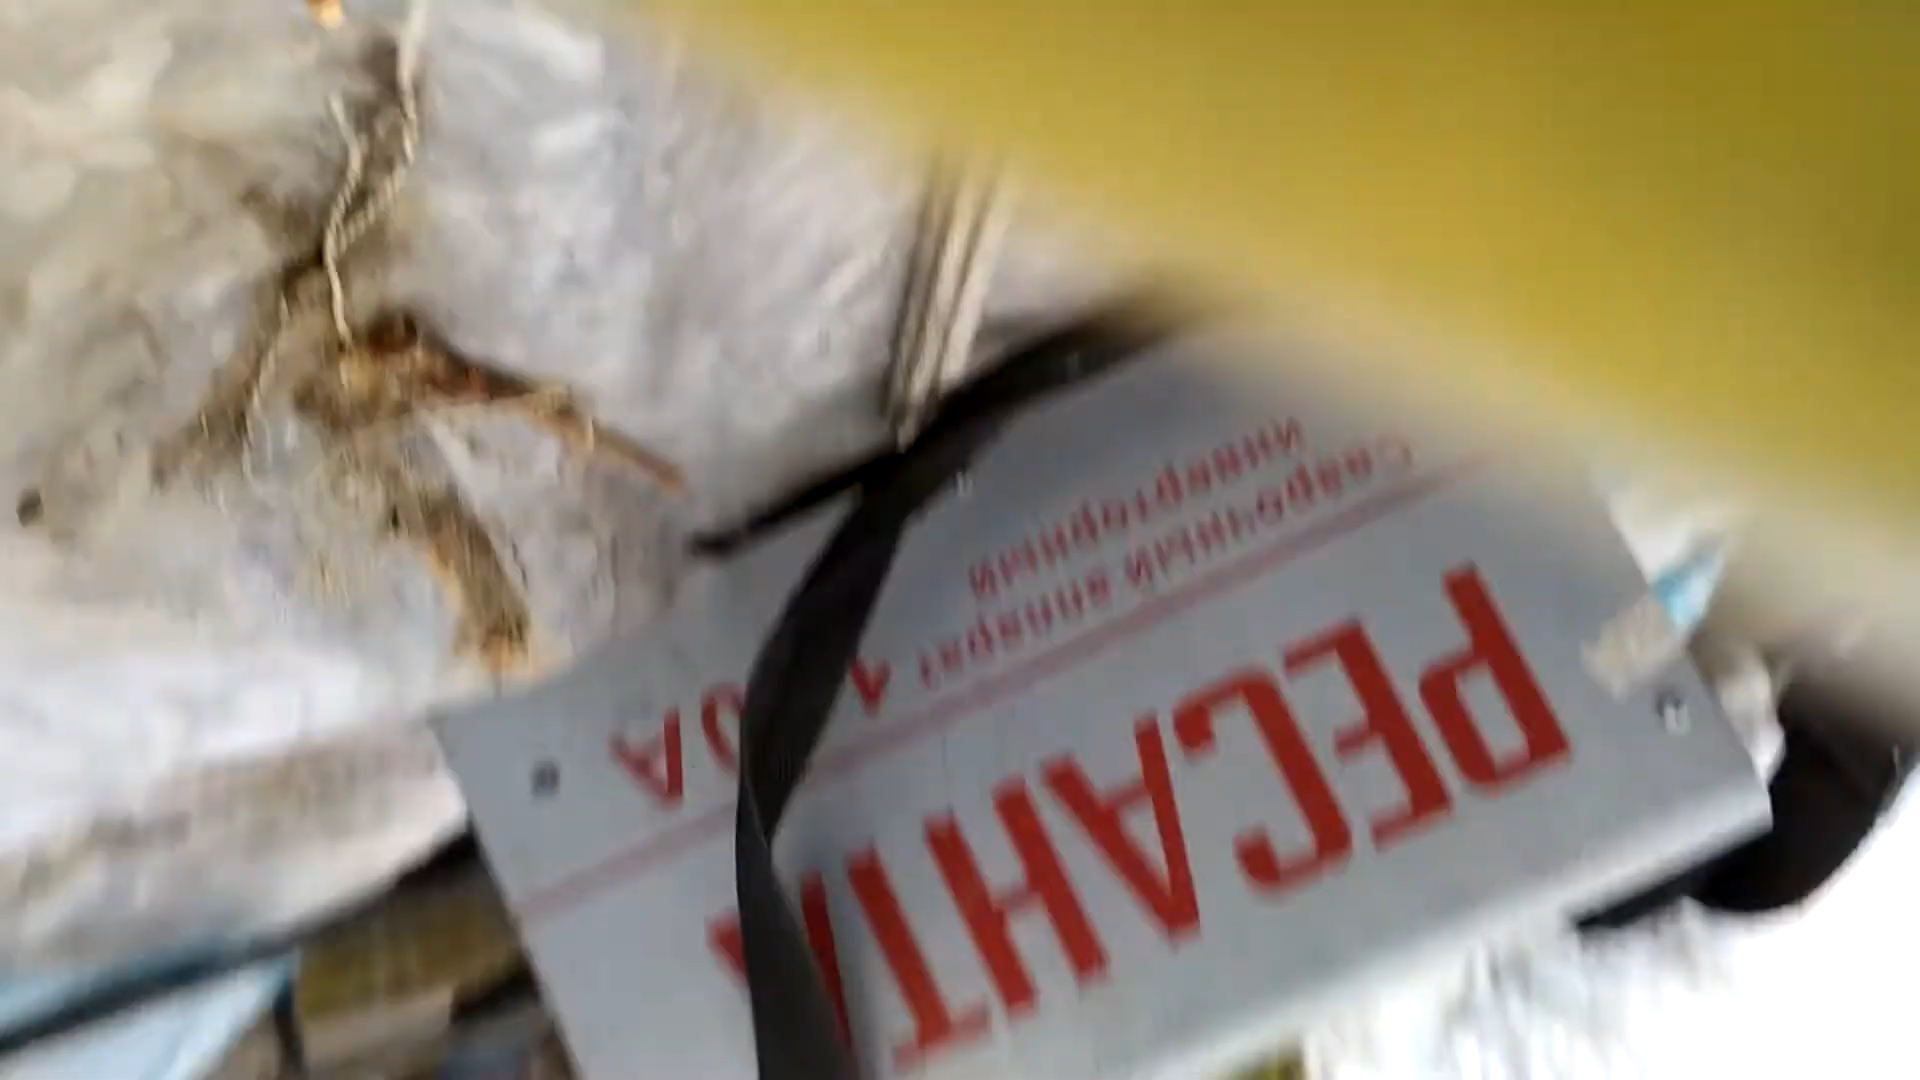 РЕСАНТА
Сварочный аппарат
Инверторный